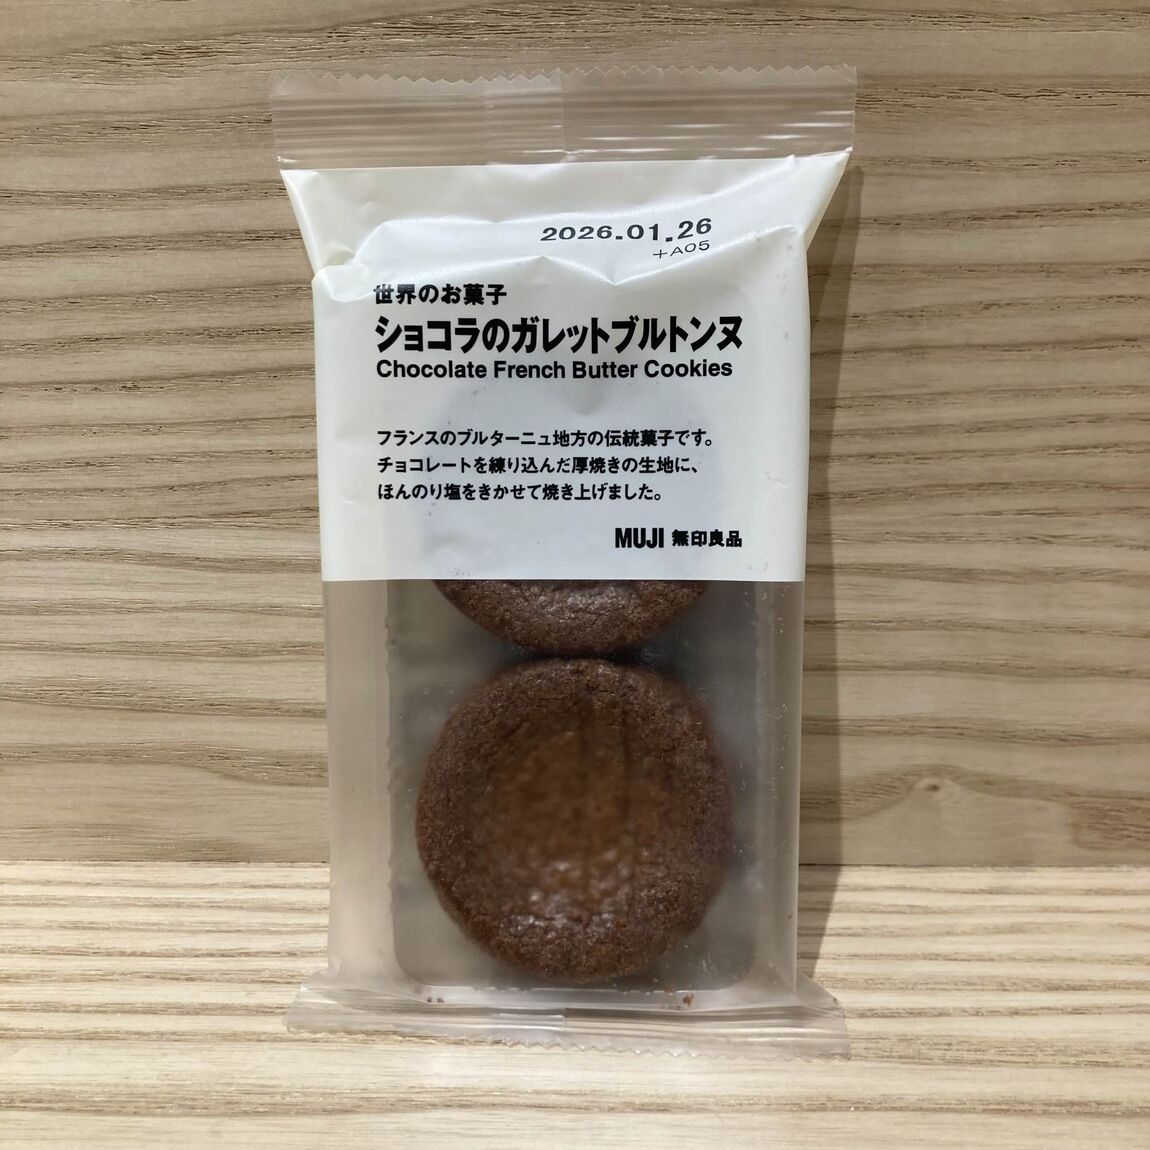 2026.01.26
+A05
世界のお菓子
ショコラのガレットブルトンヌ
Chocolate French Butter Cookies
フランスのブルターニュ地方の伝統菓子です。
チョコレートを練り込んだ厚焼きの生地に、
ほんのり塩をきかせて焼き上げました。
MUJI 無印良品